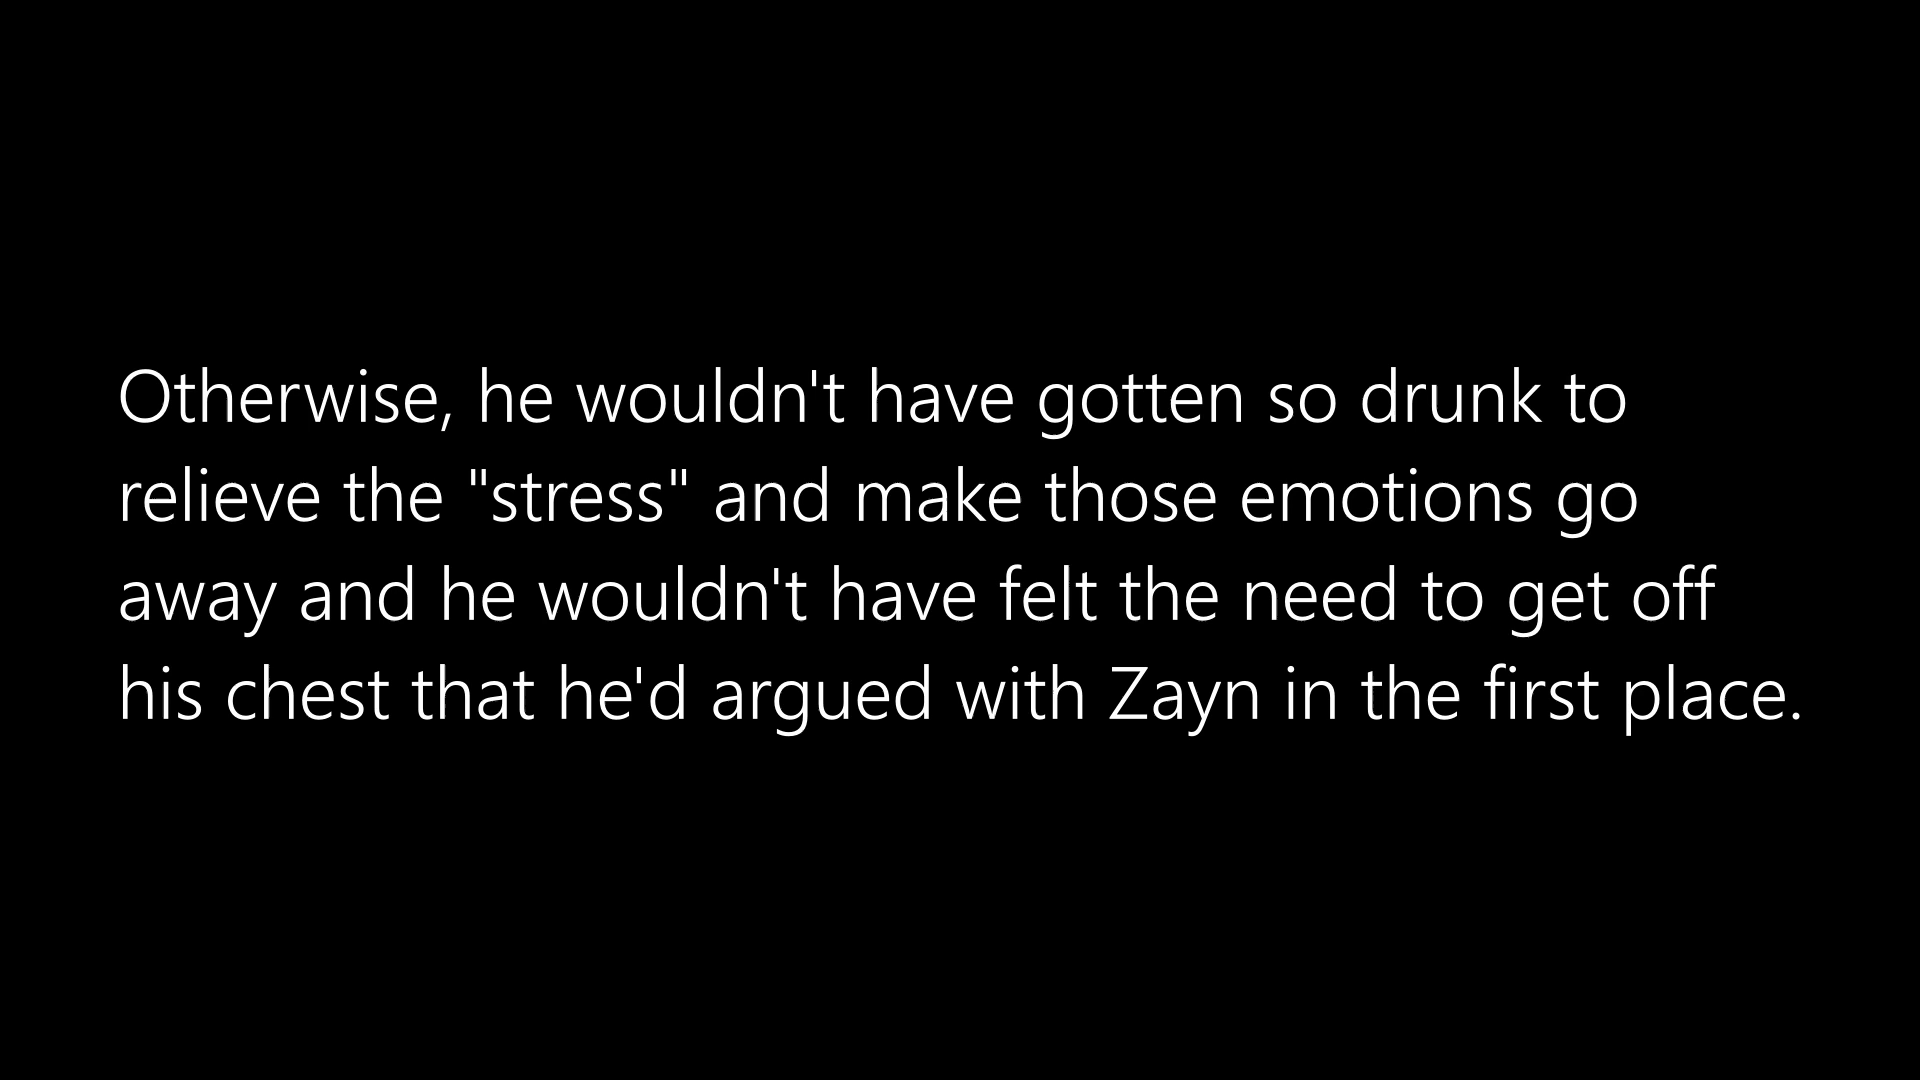 Otherwise, he wouldn't have gotten so drunk to
relieve the "stress" and make those emotions go
away and he wouldn't have felt the need to get off
his chest that he'd argued with Zayn in the first place.